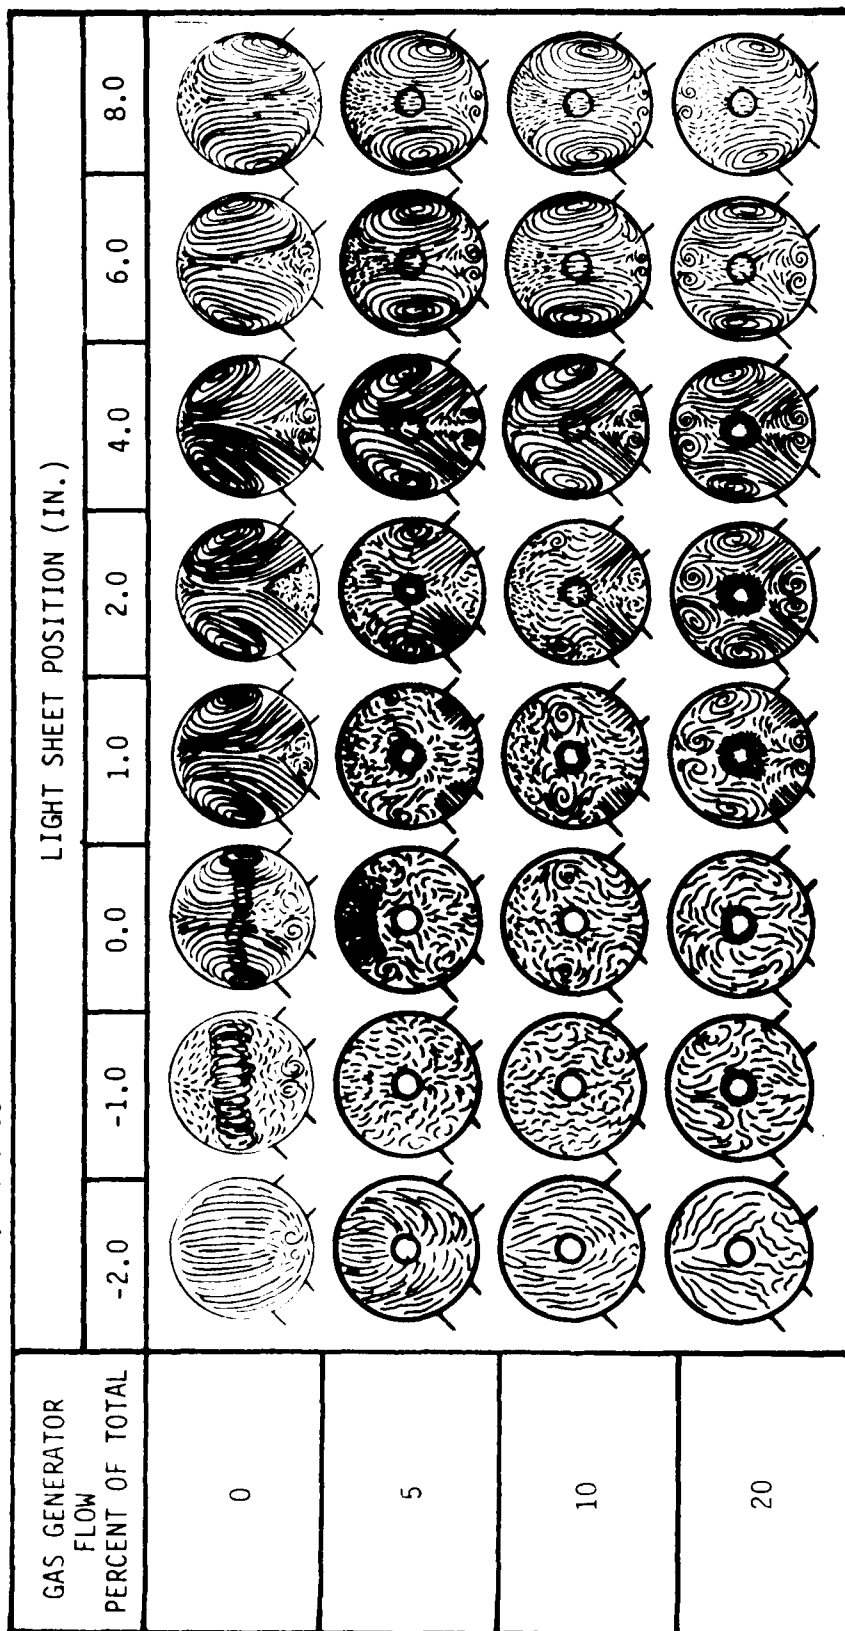 LIGHT SHEET POSITION (IN.)
GAS GENERATOR
FLOW
PERCENT OF TOTAL
-2.0 -1.0 0.0 1.0 2.0 4.0 6.0 8.0
0
5
10
20